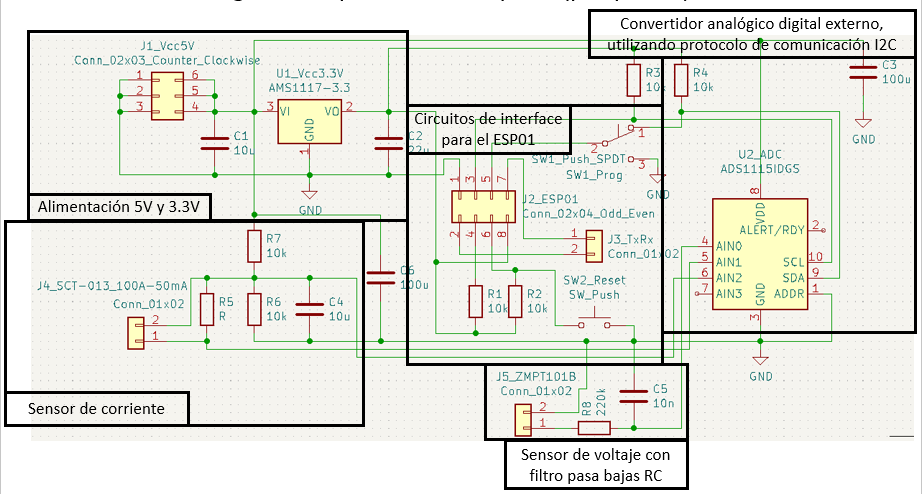 Convertidor analógico digital externo,
utilizando protocolo de comunicación I2C
J1_Vcc5V
Conn_02x03_Counter_Clockwise
1 6
2 5
3 4
U1_Vcc3.3V
AMS1117-3.3
3 VI VO 2
GND
1
C1
10u
C2
22u
GND
Alimentación 5V y 3.3V
Circuitos de interface
para el ESP01
R3
10k
R4
10k
C3
100u
GND
1
2
3
SW1_Push_SPDT
SW1_Prog
GND
1 3 5 7
J2_ESP01
Conn_02x04_Odd_Even
2 4 6 8
1
2
J3_TxRx
Conn_01x02
R1
10k
R2
10k
SW2_Reset
SW_Push
U2_ADC
ADS1115IDGS
8
VDD
ALERT/RDY 2
4 AIN0
5 AIN1
6 AIN2
7 AIN3
SCL 10
SDA 9
ADDR 1
GND
3
GND
R7
10k
J4_SCT-013_100A-50mA
Conn_01x02
2
1
R5
R
R6
10k
C4
10u
C6
100u
Sensor de corriente
J5_ZMPT101B
Conn_01x02
2
1
R8
220k
C5
10n
Sensor de voltaje con
filtro pasa bajas RC